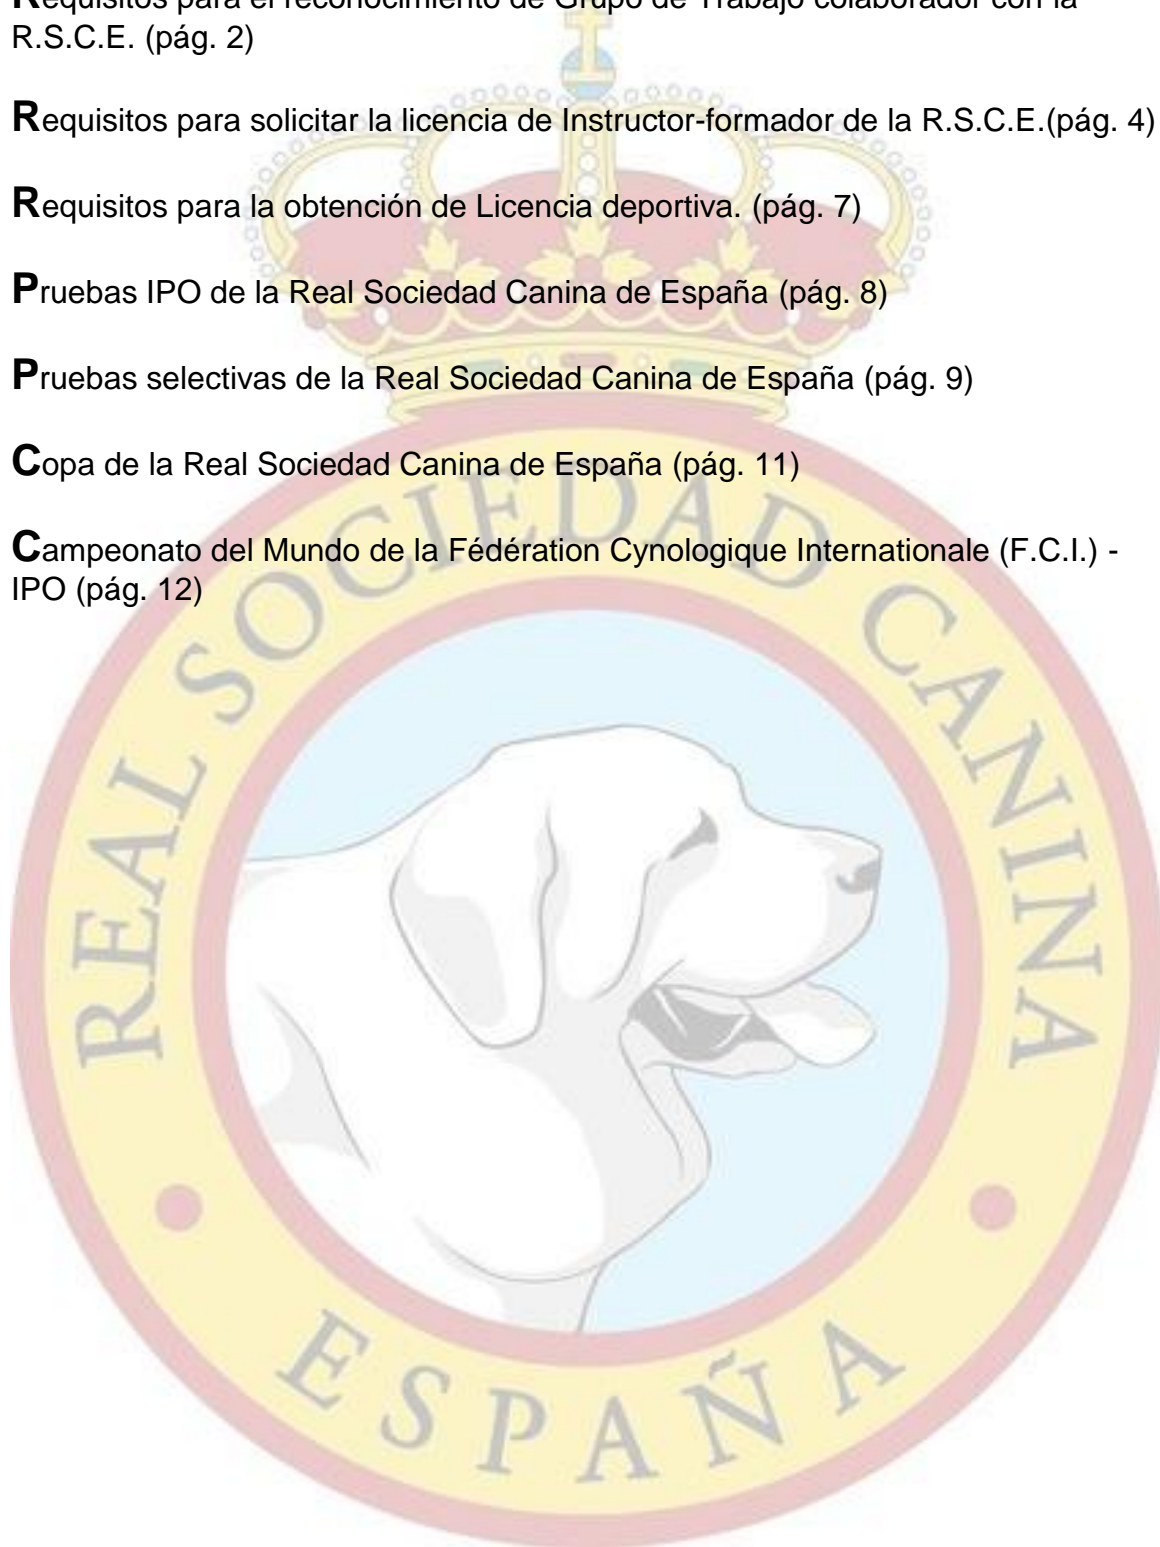 Requisitos para el reconocimiento de Grupo de Trabajo colaborador con la
R.S.C.E. (pág. 2)
Requisitos para solicitar la licencia de Instructor-formador de la R.S.C.E.(pág. 4)
Requisitos para la obtención de Licencia deportiva. (pág. 7)
Pruebas IPO de la Real Sociedad Canina de España (pág. 8)
Pruebas selectivas de la Real Sociedad Canina de España (pág. 9)
Copa de la Real Sociedad Canina de España (pág. 11)
Campeonato del Mundo de la Fédération Cynologique Internationale (F.C.I.) -
IPO (pág. 12)
REAL SOCIEDAD CANINA
ESPAÑA